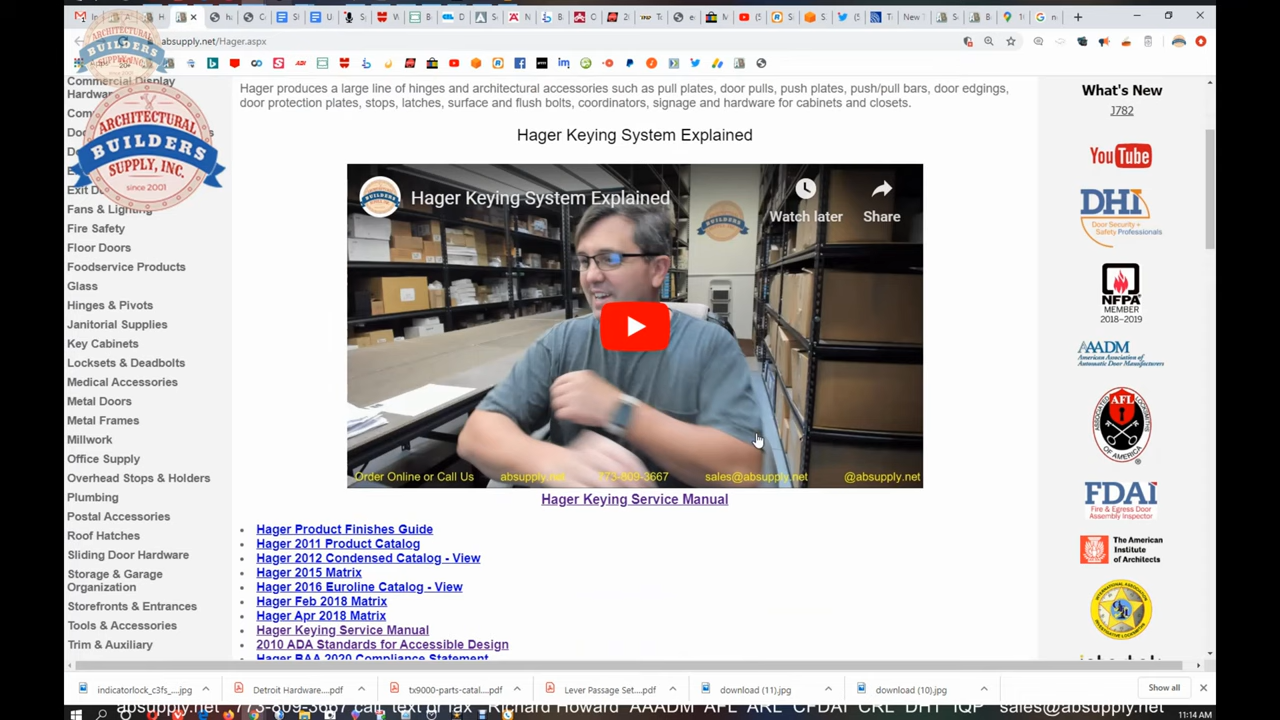 absupply.net/Hager.aspx
Commercial Display
Hardware
Fans & Lighting
Fire Safety
Floor Doors
Foodservice Products
Glass
Hinges & Pivots
Janitorial Supplies
Key Cabinets
Locksets & Deadbolts
Medical Accessories
Metal Doors
Metal Frames
Millwork
Office Supply
Overhead Stops & Holders
Plumbing
Postal Accessories
Roof Hatches
Sliding Door Hardware
Storage & Garage
Organization
Storefronts & Entrances
Tools & Accessories
Trim & Auxiliary
ARCHITECTURAL
BUILDERS
SUPPLY, INC.
since 2001
Hager produces a large line of hinges and architectural accessories such as pull plates, door pulls, push plates, push/pull bars, door edgings,
door protection plates, stops, latches, surface and flush bolts, coordinators, signage and hardware for cabinets and closets.
Hager Keying System Explained
Hager Keying System Explained
Watch later
Share
BUILDERS
Order Online or Call Us absupply.net 773-809-3667 sales@absupply.net @absupply.net
Hager Keying Service Manual
Hager Product Finishes Guide
Hager 2011 Product Catalog
Hager 2012 Condensed Catalog - View
Hager 2015 Matrix
Hager 2016 Euroline Catalog - View
Hager Feb 2018 Matrix
Hager Apr 2018 Matrix
Hager Keying Service Manual
2010 ADA Standards for Accessible Design
Hager BAA 2020 Compliance Statement
What's New
J782
YouTube
DHI
Door Security +
Safety Professionals
NFPA
MEMBER
2018-2019
AADM
American Association of
Automatic Door Manufacturers
ASSOCIATED LOCKSMITHS
AFL
OF AMERICA
FDAI
Fire & Egress Door
Assembly Inspector
The American
Institute of
Architects
indicatorlock_c3fs_....jpg
Detroit Hardware....pdf
tx9000-parts-catal....pdf
Lever Passage Set....pdf
download (11).jpg
download (10).jpg
Show all
absupply.net 773-809-3667 call, text or fax Richard Howard AAADM AFL ARL CFDAI CRL DHI IQP sales@absupply.net
11:14 AM